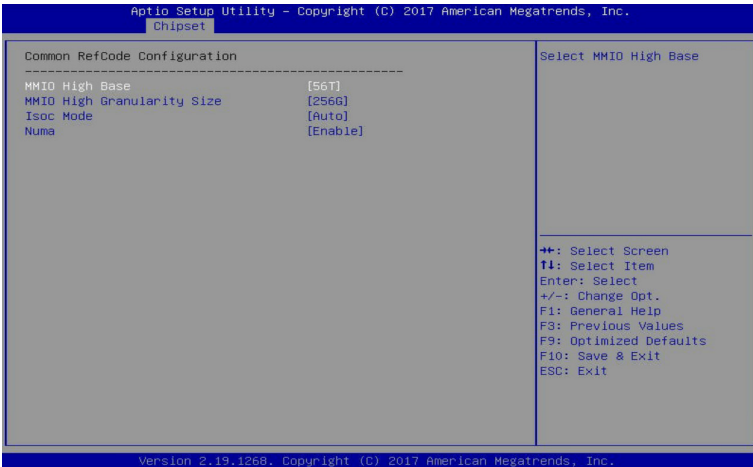 Aptio Setup Utility – Copyright (C) 2017 American Megatrends, Inc.
Chipset
Common RefCode Configuration
--------------------------------------------------
MMIO High Base [56T]
MMIO High Granularity Size [256G]
Isoc Mode [Auto]
Numa [Enable]
Select MMIO High Base
→←: Select Screen
↑↓: Select Item
Enter: Select
+/-: Change Opt.
F1: General Help
F3: Previous Values
F9: Optimized Defaults
F10: Save & Exit
ESC: Exit
Version 2.19.1268. Copyright (C) 2017 American Megatrends, Inc.